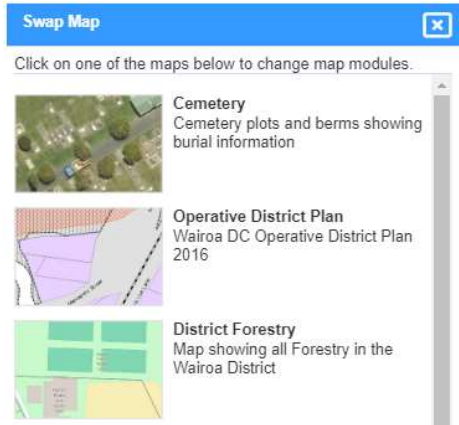 Swap Map
Click on one of the maps below to change map modules.
Cemetery
Cemetery plots and berms showing
burial information
Operative District Plan
Wairoa DC Operative District Plan
2016
District Forestry
Map showing all Forestry in the
Wairoa District